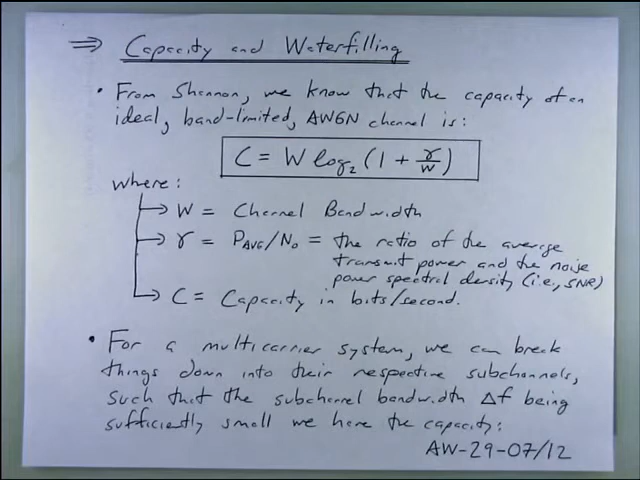 ⇒ Capacity and Waterfilling
• From Shannon, we know that the capacity of an
ideal, band-limited, AWGN channel is:
C = W log₂ (1 + γ/W)
where:
→ W = Channel Bandwidth
→ γ = P_AVG/N₀ = the ratio of the average
transmit power and the noise
power spectral density (i.e., SNR)
→ C = Capacity in bits/second.
• For a multicarrier system, we can break
things down into their respective subchannels,
such that the subchannel bandwidth Δf being
sufficiently small we have the capacity:
AW-29-07/12